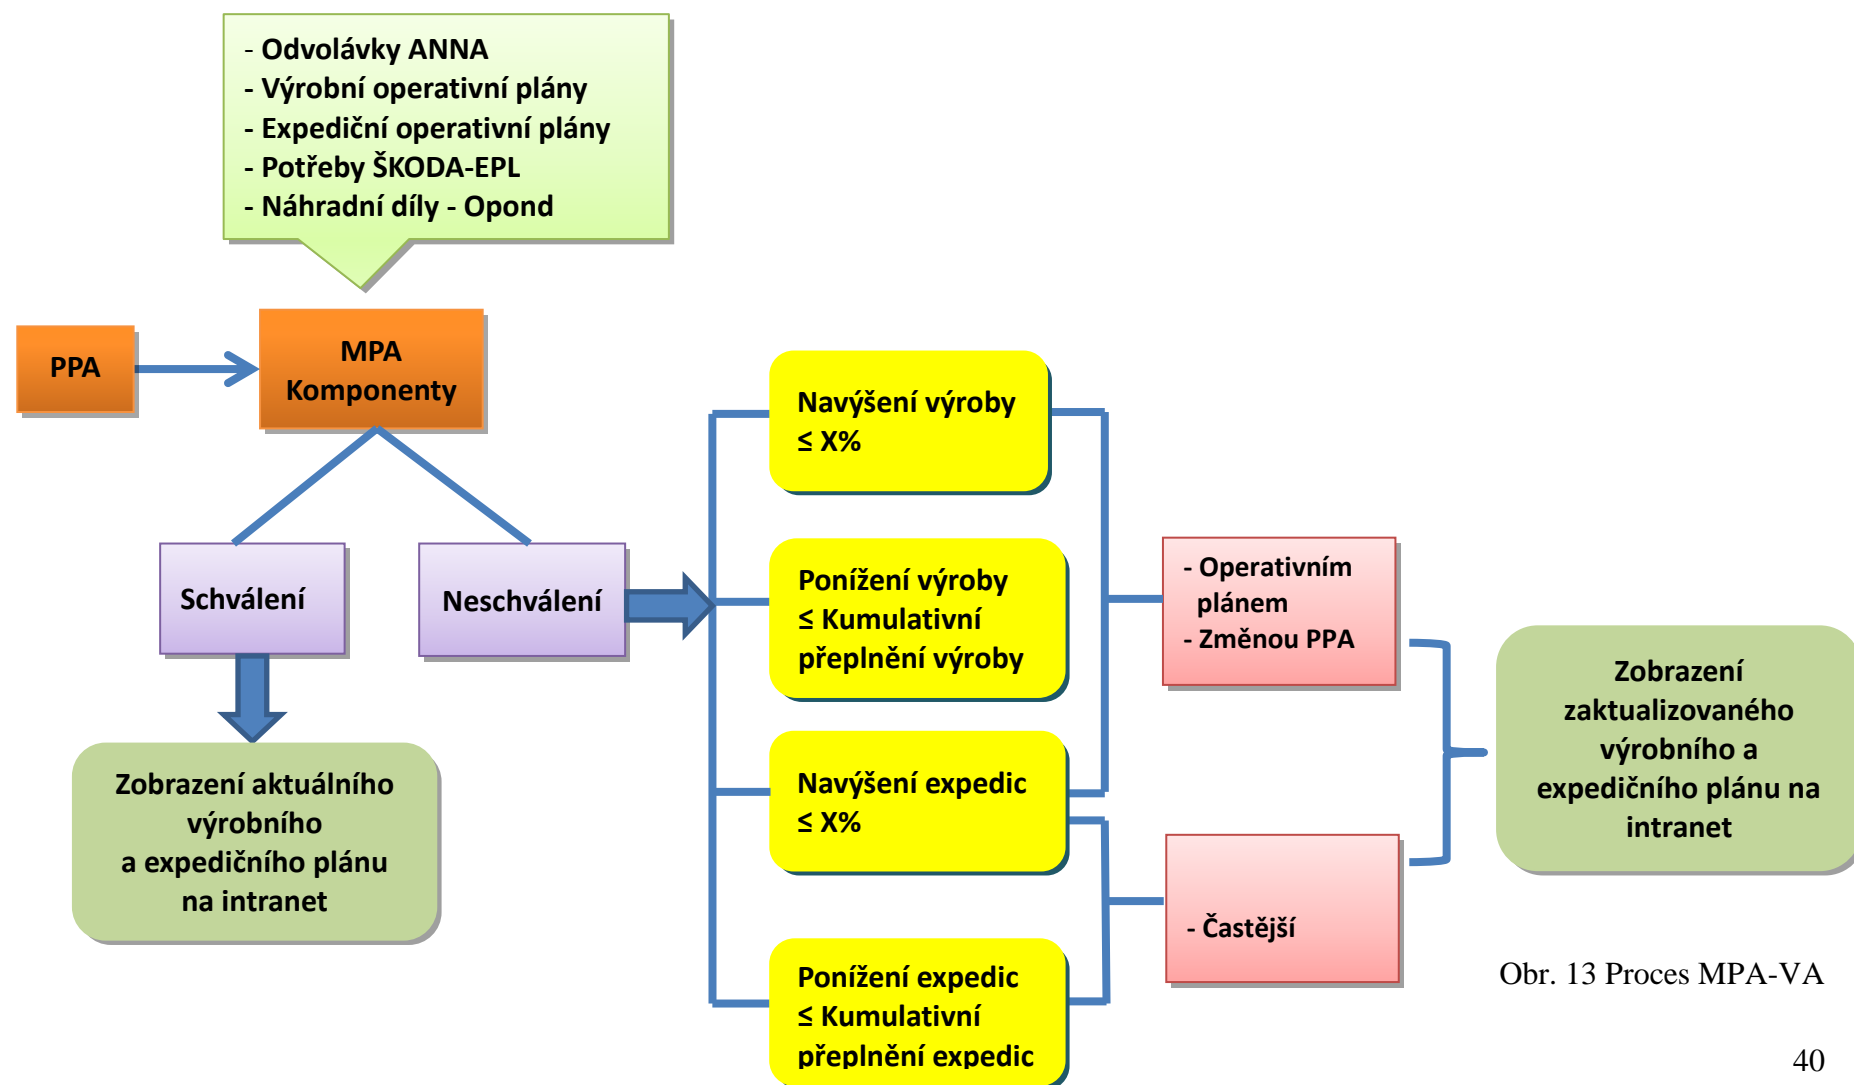 - Odvolávky ANNA
- Výrobní operativní plány
- Expediční operativní plány
- Potřeby ŠKODA-EPL
- Náhradní díly - Opond
PPA
MPA
Komponenty
Schválení
Neschválení
Zobrazení aktuálního
výrobního
a expedičního plánu
na intranet
Navýšení výroby
≤ X%
Ponížení výroby
≤ Kumulativní
přeplnění výroby
Navýšení expedic
≤ X%
Ponížení expedic
≤ Kumulativní
přeplnění expedic
- Operativním
plánem
- Změnou PPA
- Častější
Zobrazení
zaktualizovaného
výrobního a
expedičního plánu na
intranet
Obr. 13 Proces MPA-VA
40